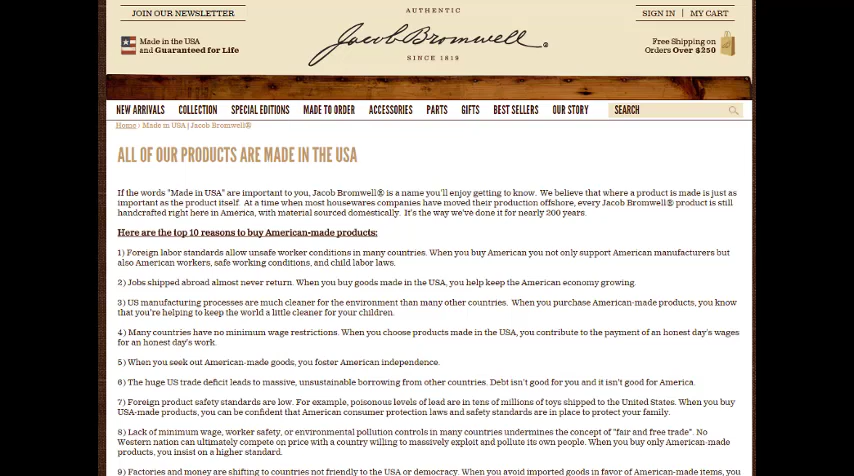 JOIN OUR NEWSLETTER
AUTHENTIC
SIGN IN | MY CART
Made in the USA
and Guaranteed for Life
Jacob Bromwell®
Free Shipping on
Orders Over $250
SINCE 1819
NEW ARRIVALS COLLECTION SPECIAL EDITIONS MADE TO ORDER ACCESSORIES PARTS GIFTS BEST SELLERS OUR STORY SEARCH
Home › Made in USA | Jacob Bromwell®
ALL OF OUR PRODUCTS ARE MADE IN THE USA
If the words "Made in USA" are important to you, Jacob Bromwell® is a name you'll enjoy getting to know. We believe that where a product is made is just as
important as the product itself. At a time when most housewares companies have moved their production offshore, every Jacob Bromwell® product is still
handcrafted right here in America, with material sourced domestically. It's the way we've done it for nearly 200 years.
Here are the top 10 reasons to buy American-made products:
1) Foreign labor standards allow unsafe worker conditions in many countries. When you buy American you not only support American manufacturers but
also American workers, safe working conditions, and child labor laws.
2) Jobs shipped abroad almost never return. When you buy goods made in the USA, you help keep the American economy growing.
3) US manufacturing processes are much cleaner for the environment than many other countries. When you purchase American-made products, you know
that you're helping to keep the world a little cleaner for your children.
4) Many countries have no minimum wage restrictions. When you choose products made in the USA, you contribute to the payment of an honest day's wages
for an honest day's work.
5) When you seek out American-made goods, you foster American independence.
6) The huge US trade deficit leads to massive, unsustainable borrowing from other countries. Debt isn't good for you and it isn't good for America.
7) Foreign product safety standards are low. For example, poisonous levels of lead are in tens of millions of toys shipped to the United States. When you buy
USA-made products, you can be confident that American consumer protection laws and safety standards are in place to protect your family.
8) Lack of minimum wage, worker safety, or environmental pollution controls in many countries undermines the concept of "fair and free trade". No
Western nation can ultimately compete on price with a country willing to massively exploit and pollute its own people. When you buy only American-made
products, you insist on a higher standard.
9) Factories and money are shifting to countries not friendly to the USA or democracy. When you avoid imported goods in favor of American-made items, you